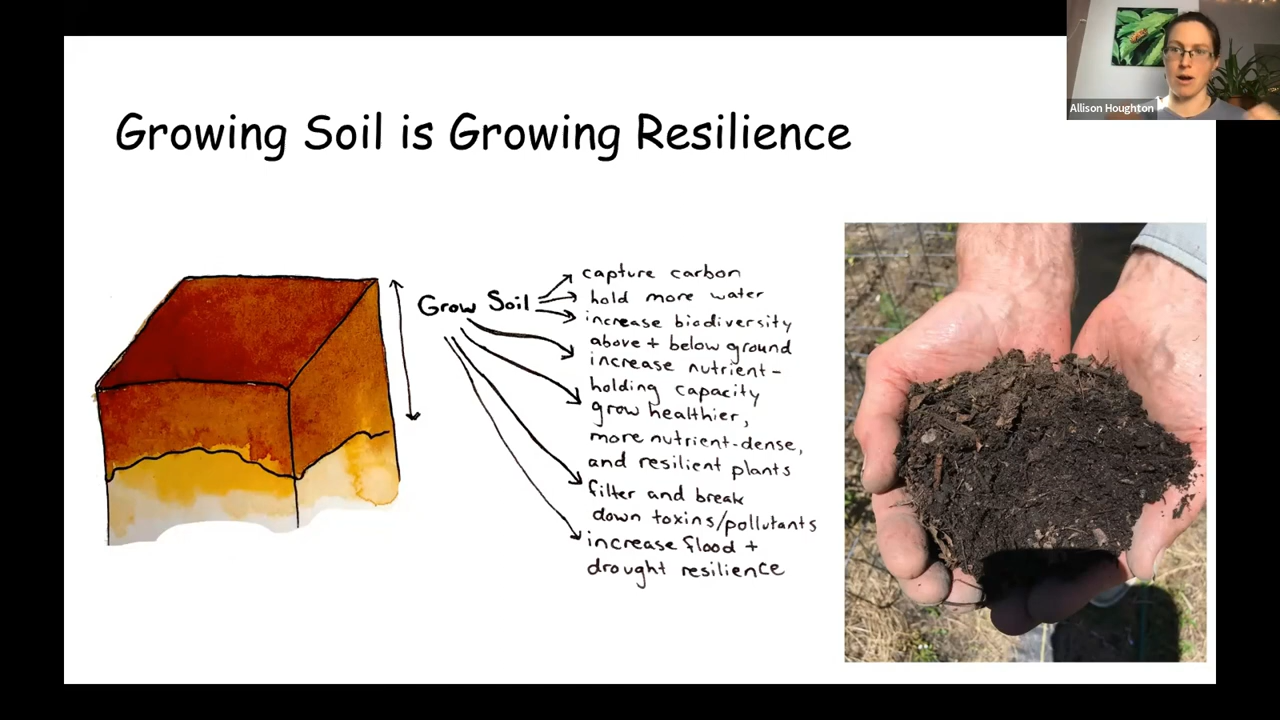 Allison Houghton
Growing Soil is Growing Resilience
Grow Soil
capture carbon
hold more water
increase biodiversity
above + below ground
increase nutrient-
holding capacity
grow healthier,
more nutrient-dense,
and resilient plants
filter and break
down toxins/pollutants
increase flood +
drought resilience